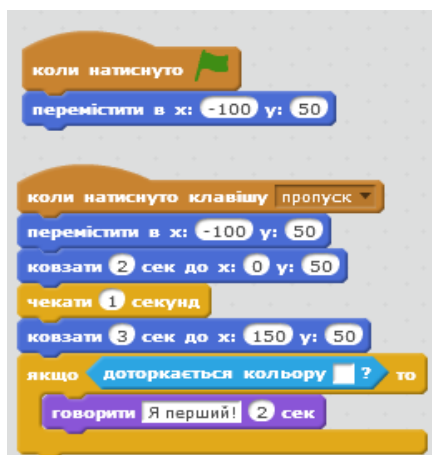 коли натиснуто
перемістити в x: -100 y: 50
коли натиснуто клавішу пропуск
перемістити в x: -100 y: 50
ковзати 2 сек до x: 0 y: 50
чекати 1 секунд
ковзати 3 сек до x: 150 y: 50
якщо доторкається кольору ? то
говорити Я перший! 2 сек